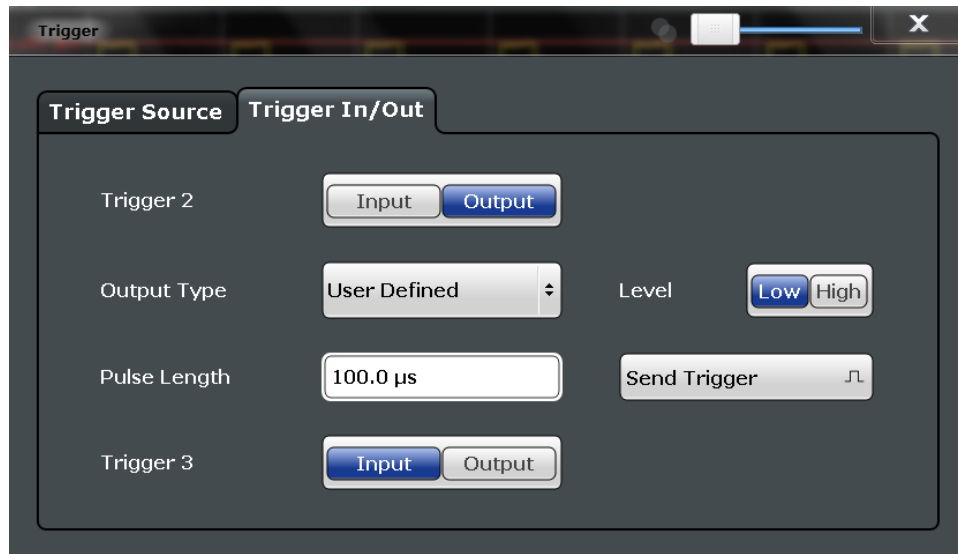 Trigger
X
Trigger Source
Trigger In/Out
Trigger 2
Input
Output
Output Type
User Defined
Level
Low
High
Pulse Length
100.0 µs
Send Trigger
Trigger 3
Input
Output